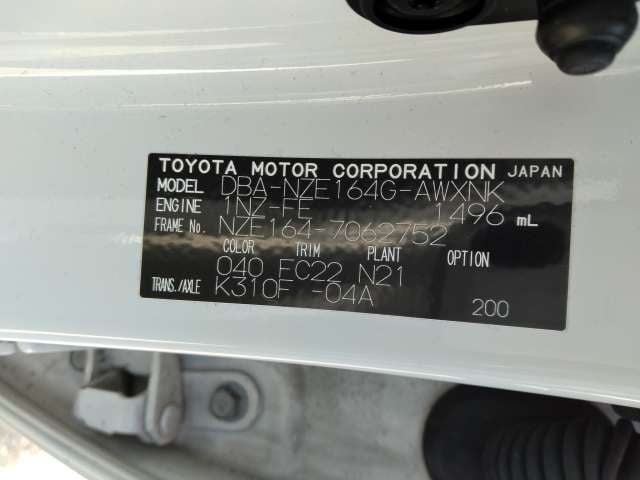 TOYOTA MOTOR CORPORATION JAPAN
MODEL DBA-NZE164G-AWXNK
ENGINE 1NZ-FE 1496 mL
FRAME No. NZE164-7062752
COLOR TRIM PLANT OPTION
040 FC22 N21
TRANS./AXLE K310F -04A
200